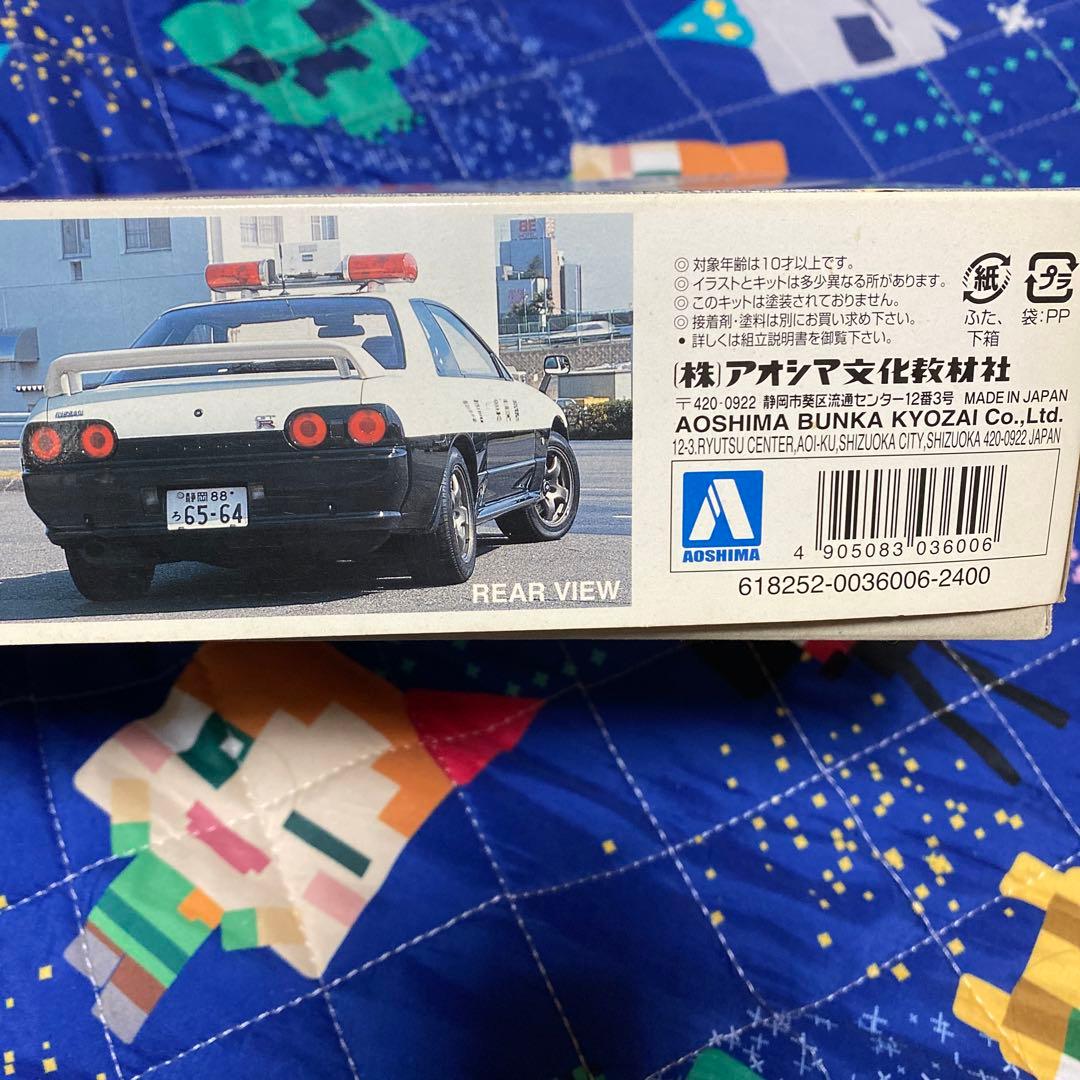 NISSAN
GT R
静岡 88
ろ 65-64
REAR VIEW
◎ 対象年齢は10才以上です。
◎ イラストとキットは多少異なる所があります。
◎ このキットは塗装されておりません。
◎ 接着剤・塗料は別にお買い求め下さい。
● 詳しくは組立説明書を御覧下さい。
紙
ふた、
下箱
プラ
袋:PP
(株)アオシマ文化教材社
〒420-0922 静岡市葵区流通センター12番3号 MADE IN JAPAN
AOSHIMA BUNKA KYOZAI Co.,Ltd.
12-3.RYUTSU CENTER,AOI-KU,SHIZUOKA CITY,SHIZUOKA 420-0922 JAPAN
AOSHIMA
4 905083 036006
618252-0036006-2400